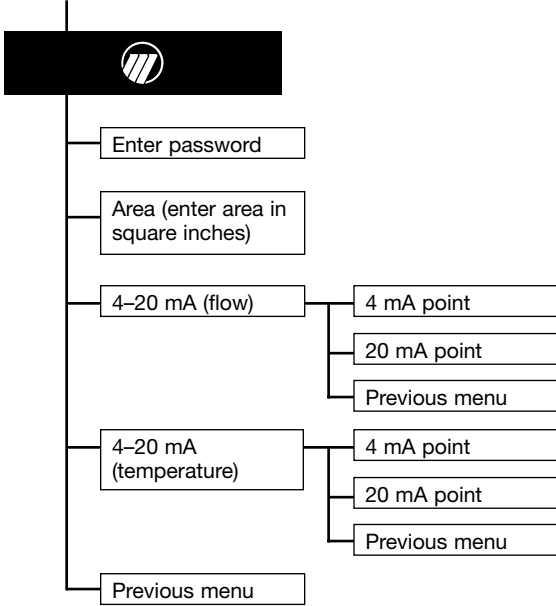 Enter password
Area (enter area in
square inches)
4–20 mA (flow)
4 mA point
20 mA point
Previous menu
4–20 mA
(temperature)
4 mA point
20 mA point
Previous menu
Previous menu